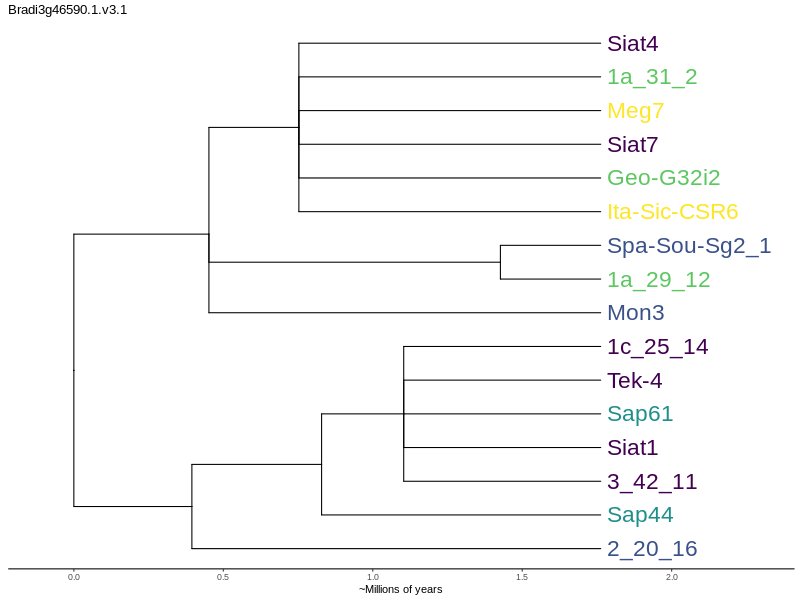 Bradi3g46590.1.v3.1
Siat4
1a_31_2
Meg7
Siat7
Geo-G32i2
Ita-Sic-CSR6
Spa-Sou-Sg2_1
1a_29_12
Mon3
1c_25_14
Tek-4
Sap61
Siat1
3_42_11
Sap44
2_20_16
0.0 0.5 1.0 1.5 2.0
~Millions of years